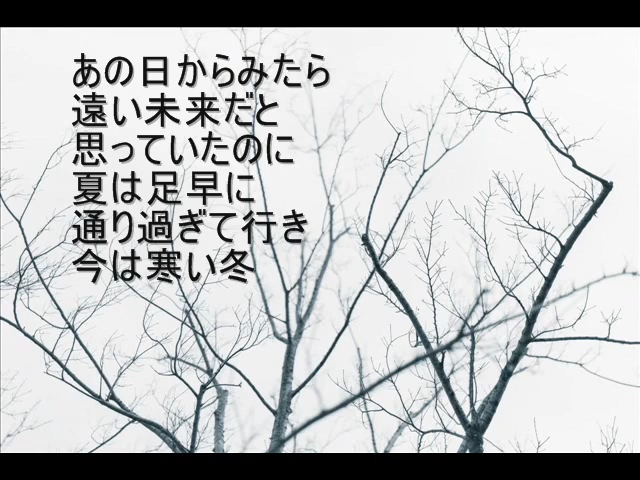 あの日からみたら
遠い未来だと
思っていたのに
夏は足早に
通り過ぎて行き
今は寒い冬